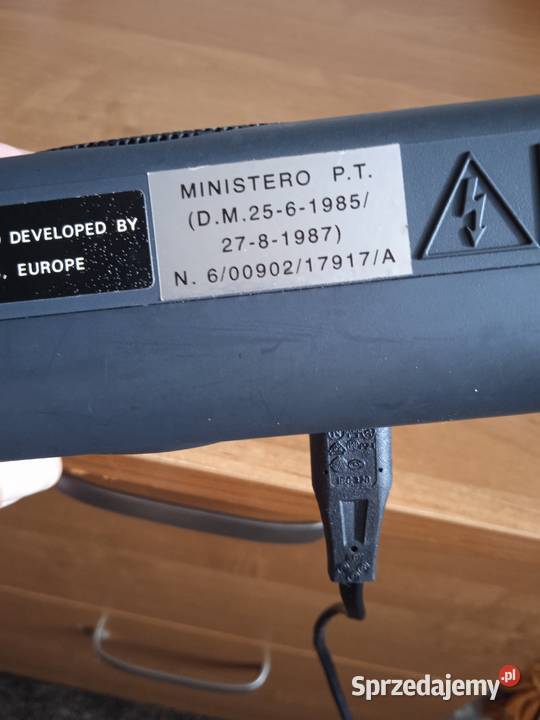 DEVELOPED BY
, EUROPE
MINISTERO P.T.
(D.M.25-6-1985/
27-8-1987)
N. 6/00902/17917/A
Sprzedajemy.pl